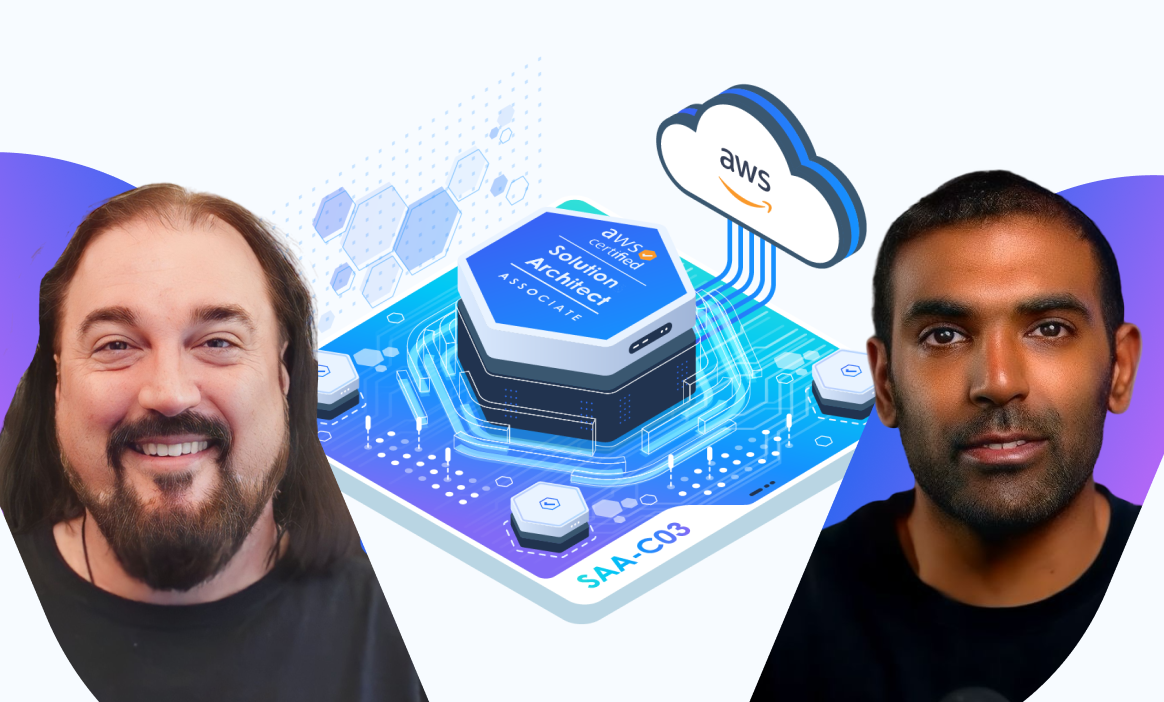 aws
aws
certified
Solution
Architect
ASSOCIATE
SAA-C03